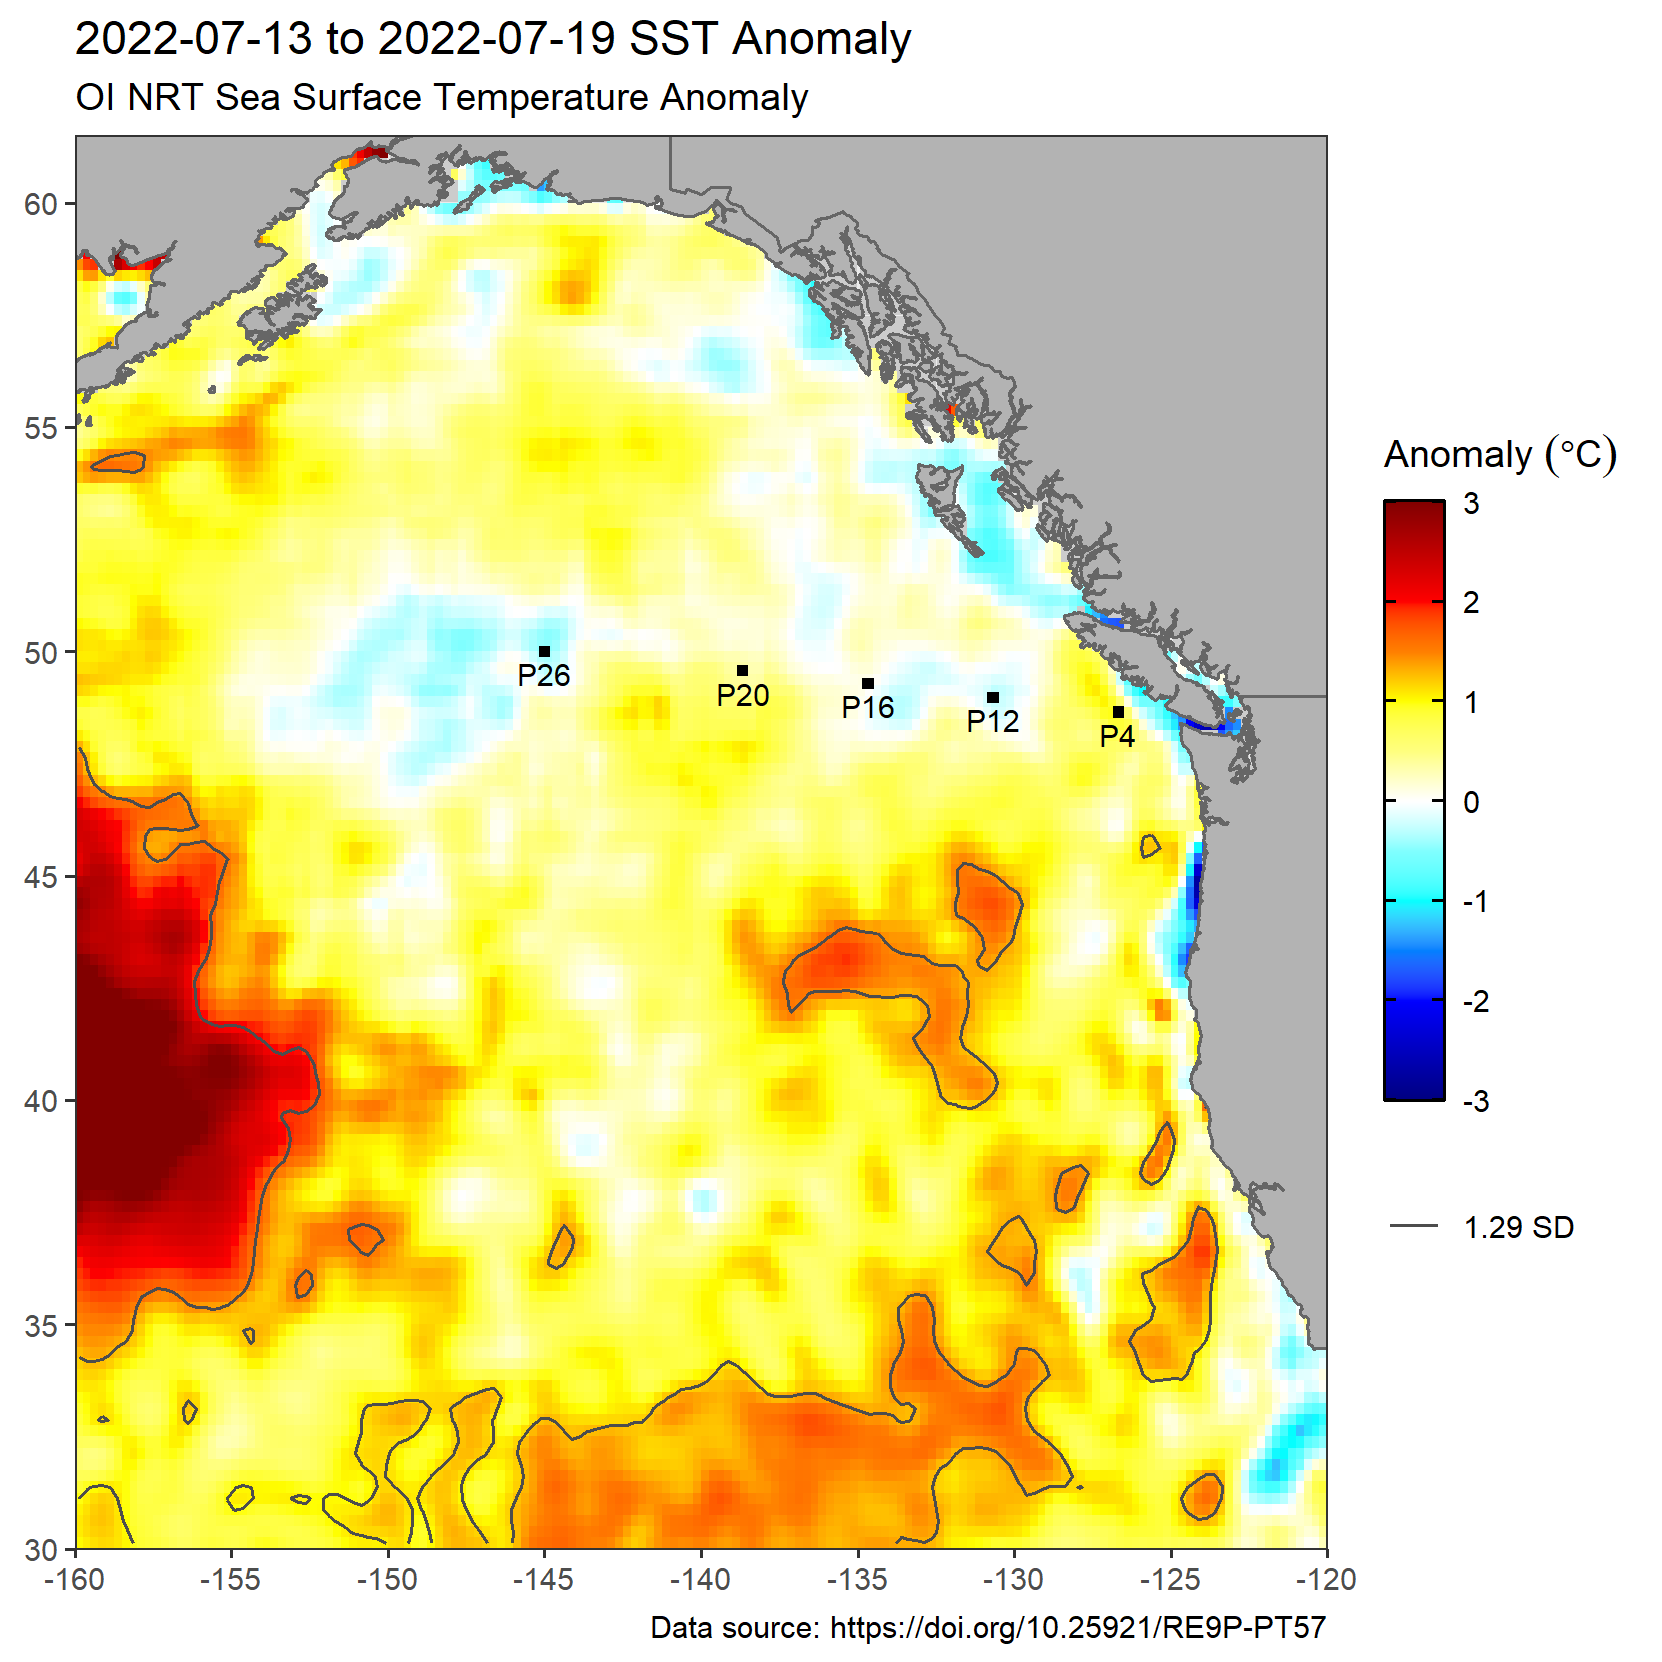 2022-07-13 to 2022-07-19 SST Anomaly
OI NRT Sea Surface Temperature Anomaly
60
55
50
45
40
35
30
-160
-155
-150
-145
-140
-135
-130
-125
-120
P26
P20
P16
P12
P4
Anomaly (°C)
3
2
1
0
-1
-2
-3
1.29 SD
Data source: https://doi.org/10.25921/RE9P-PT57